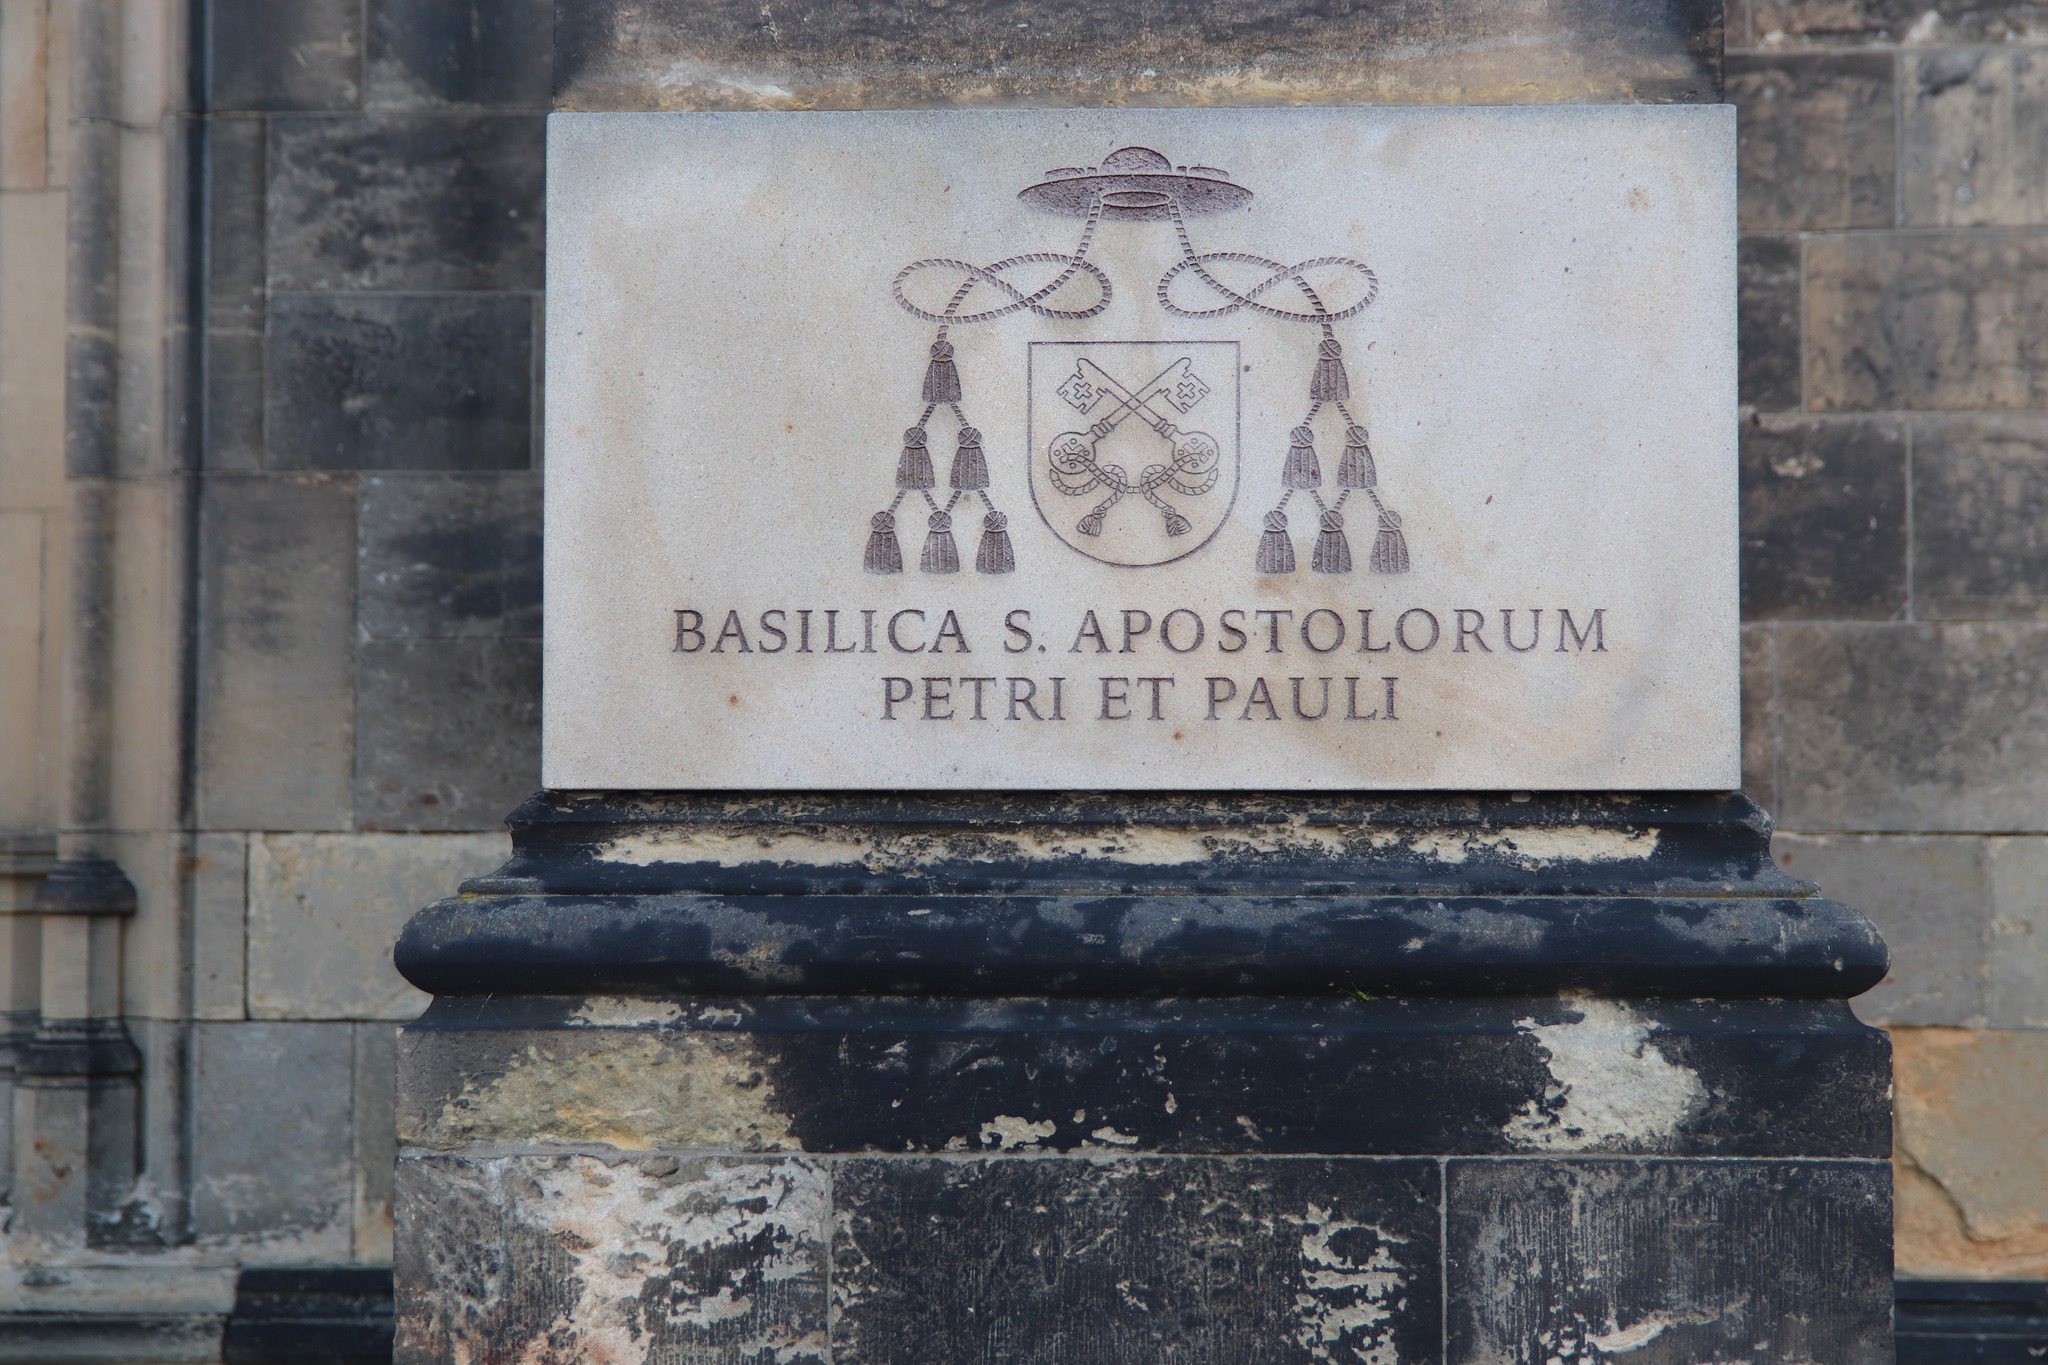 BASILICA S. APOSTOLORUM
PETRI ET PAULI